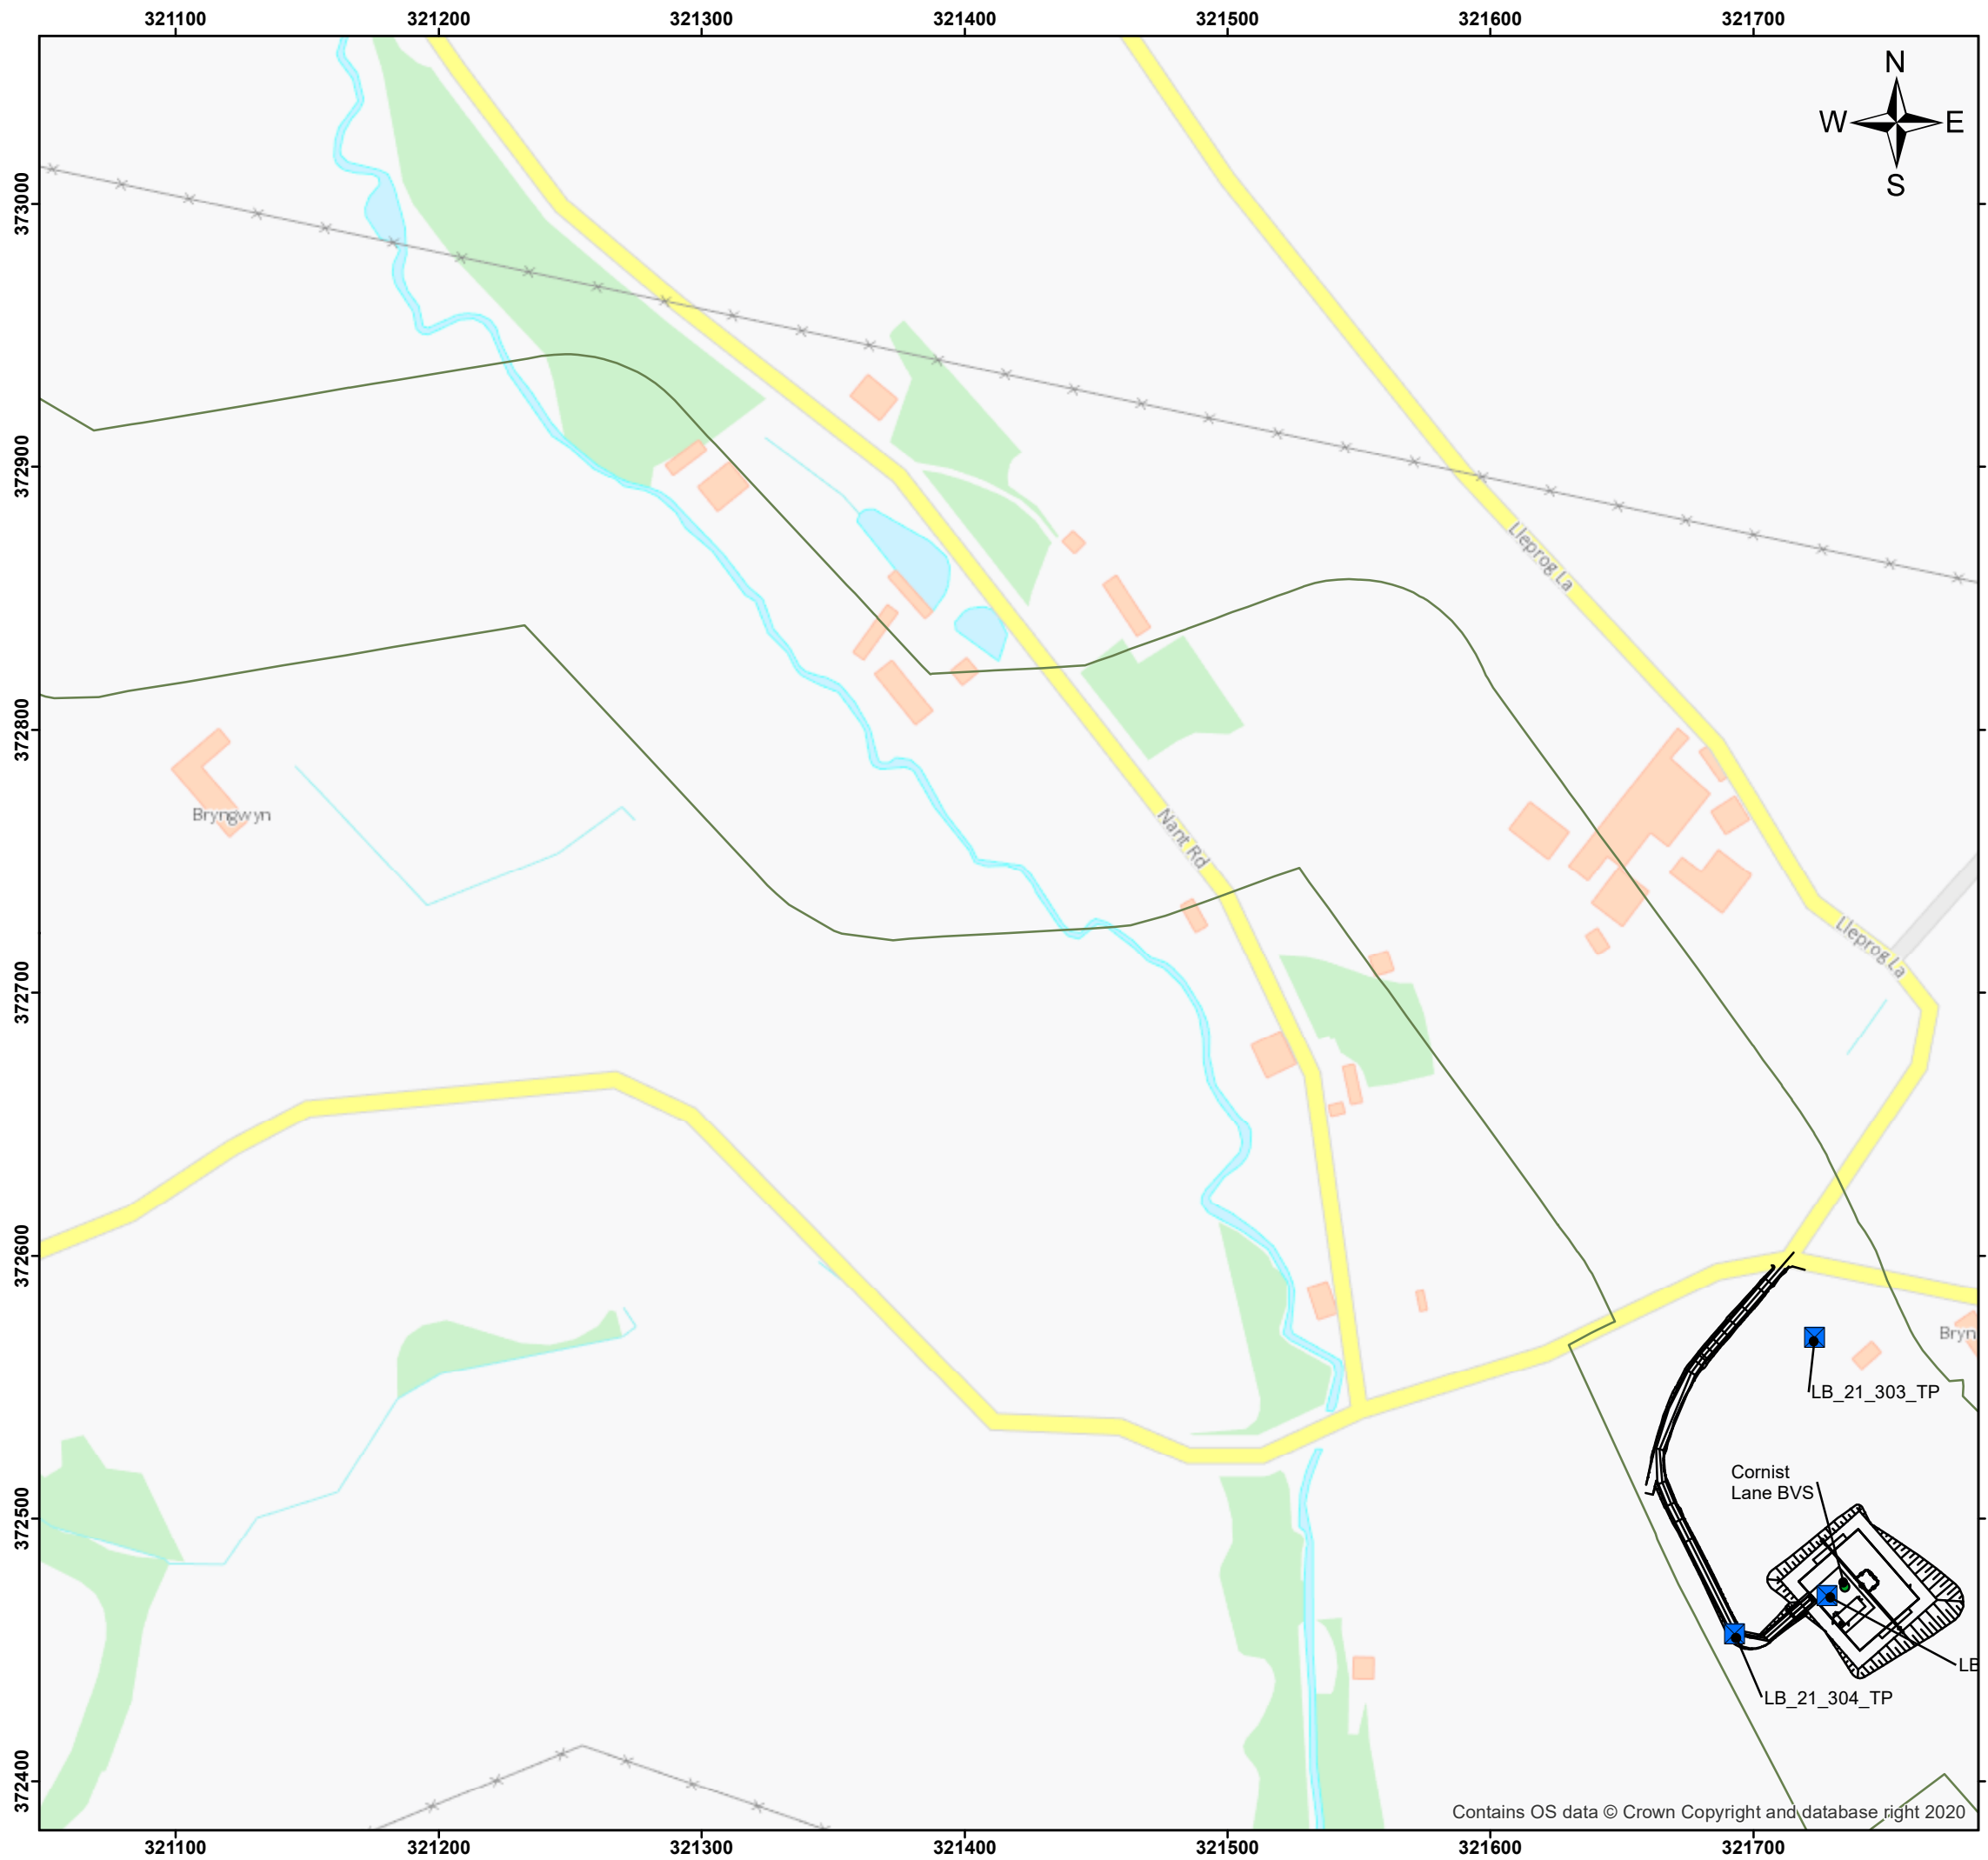 321100 321200 321300 321400 321500 321600 321700
N
W E
S
373000
372900
372800
372700
372600
372500
372400
Lleprog La
Nant Rd
Bryngwyn
Lleprog La
Bryn
LB_21_303_TP
Cornist
Lane BVS
LB
LB_21_304_TP
Contains OS data © Crown Copyright and database right 2020
321100 321200 321300 321400 321500 321600 321700